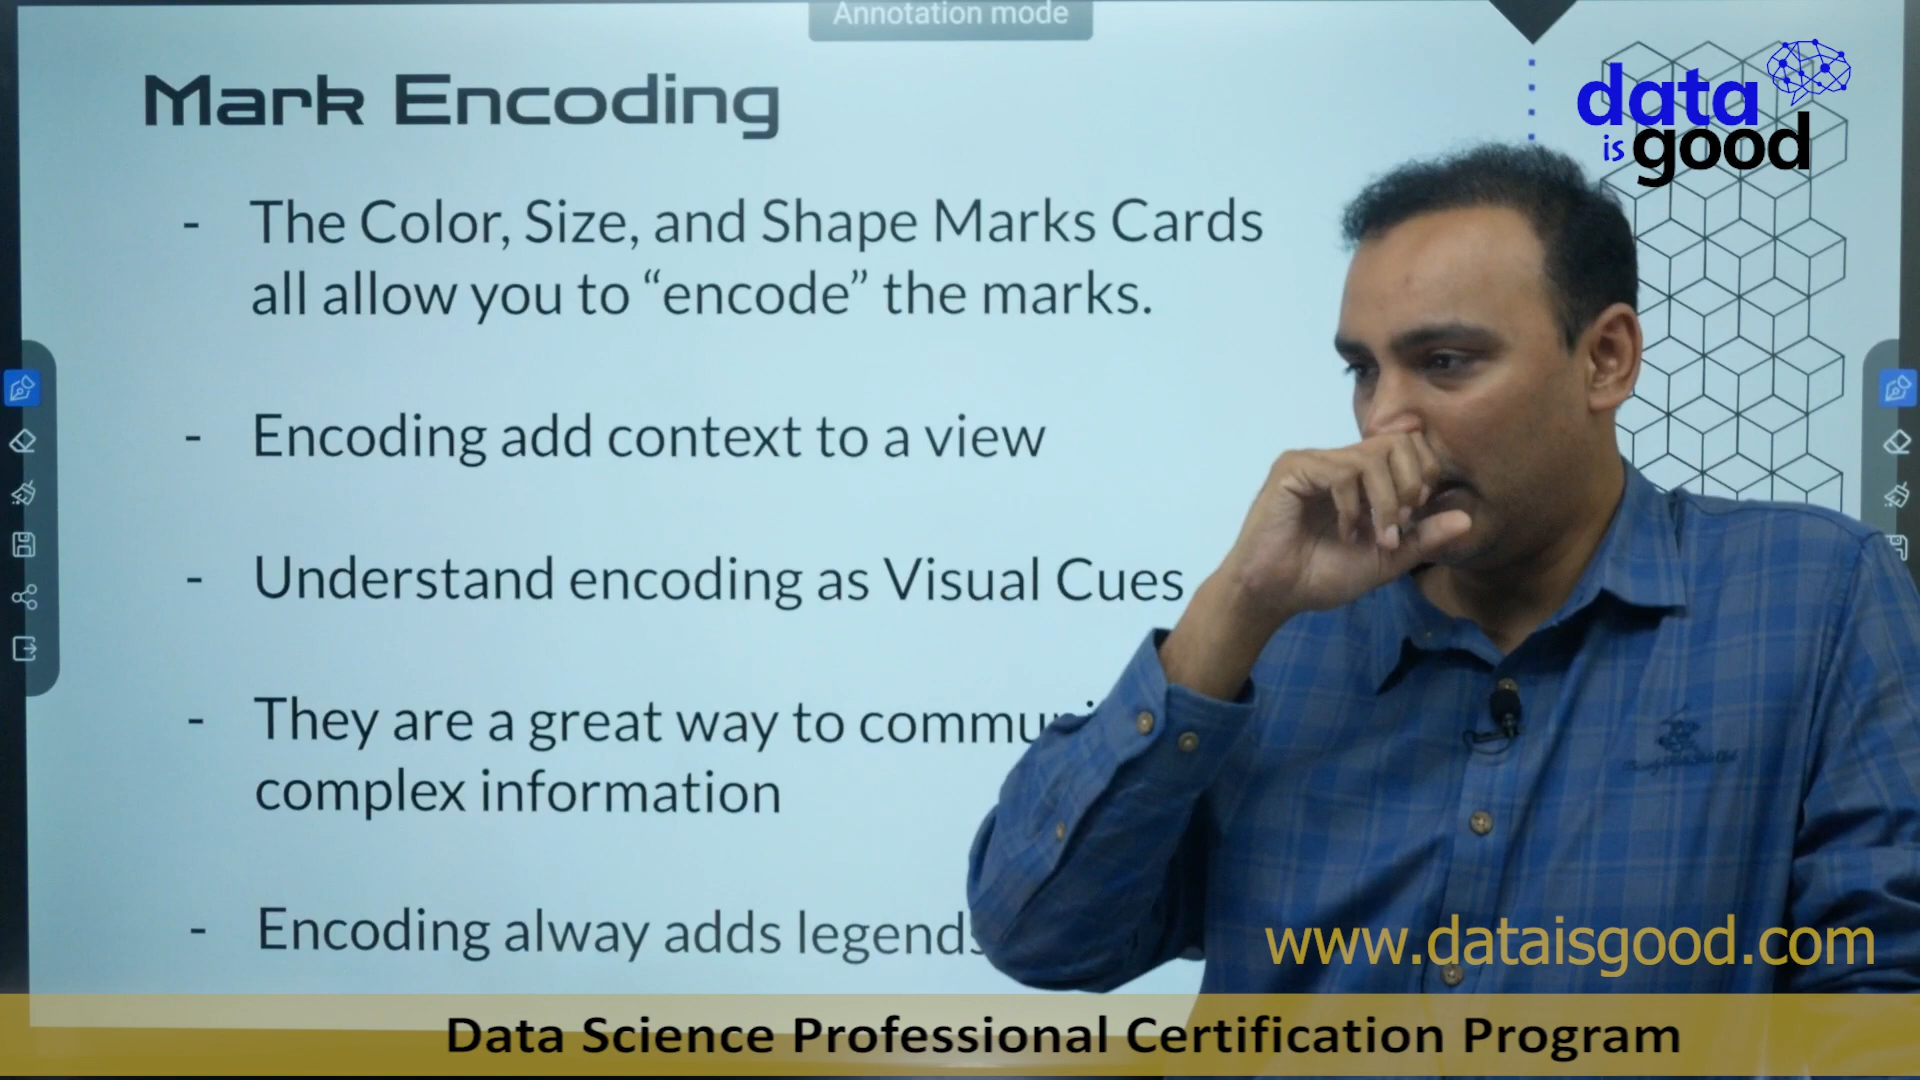 Annotation mode
Mark Encoding
data
is good
- The Color, Size, and Shape Marks Cards
all allow you to “encode” the marks.
- Encoding add context to a view
- Understand encoding as Visual Cues
- They are a great way to
complex information
- Encoding alway adds legends
www.dataisgood.com
Data Science Professional Certification Program